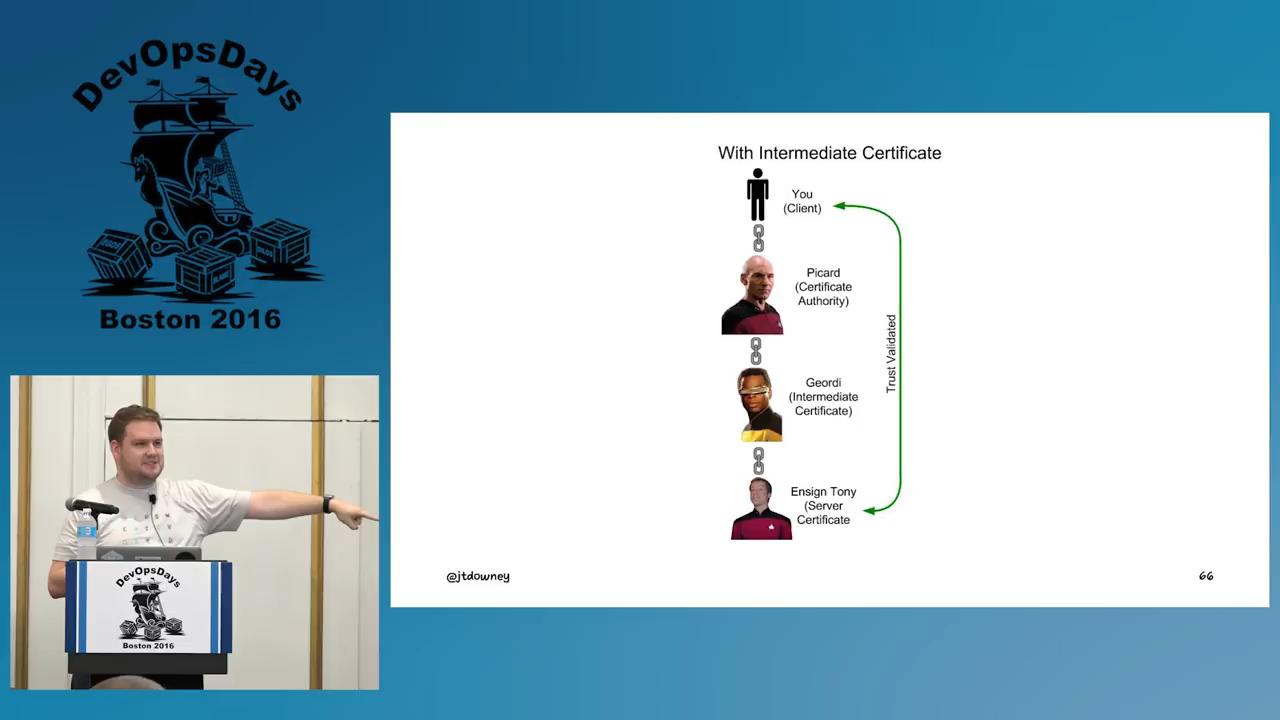 DevOpsDays
Boston 2016
With Intermediate Certificate
You
(Client)
Picard
(Certificate
Authority)
Geordi
(Intermediate
Certificate)
Ensign Tony
(Server
Certificate
Trust Validated
@jtdowney
66
DevOpsDays
Boston 2016